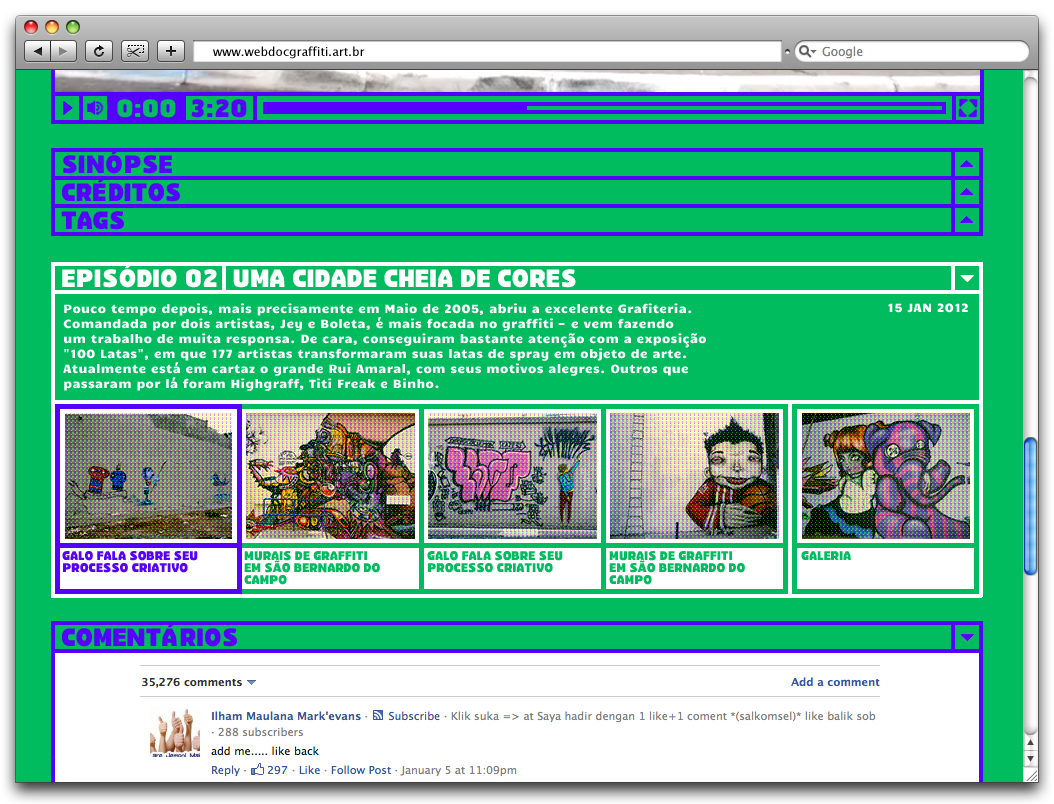 www.webdocgraffiti.art.br
Google
0:00 3:20
SINÓPSE
CRÉDITOS
TAGS
EPISÓDIO 02 UMA CIDADE CHEIA DE CORES
Pouco tempo depois, mais precisamente em Maio de 2005, abriu a excelente Grafiteria.
15 JAN 2012
Comandada por dois artistas, Jey e Boleta, é mais focada no graffiti – e vem fazendo
um trabalho de muita responsa. De cara, conseguiram bastante atenção com a exposição
"100 Latas", em que 177 artistas transformaram suas latas de spray em objeto de arte.
Atualmente está em cartaz o grande Rui Amaral, com seus motivos alegres. Outros que
passaram por lá foram Highgraff, Titi Freak e Binho.
GALO FALA SOBRE SEU
PROCESSO CRIATIVO
MURAIS DE GRAFFITI
EM SÃO BERNARDO DO
CAMPO
GALO FALA SOBRE SEU
PROCESSO CRIATIVO
MURAIS DE GRAFFITI
EM SÃO BERNARDO DO
CAMPO
GALERIA
COMENTÁRIOS
35,276 comments
Add a comment
Ilham Maulana Mark'evans · Subscribe · Klik suka => at Saya hadir dengan 1 like+1 coment *(salkomsel)* like balik sob
· 288 subscribers
add me..... like back
Reply · 297 · Like · Follow Post · January 5 at 11:09pm